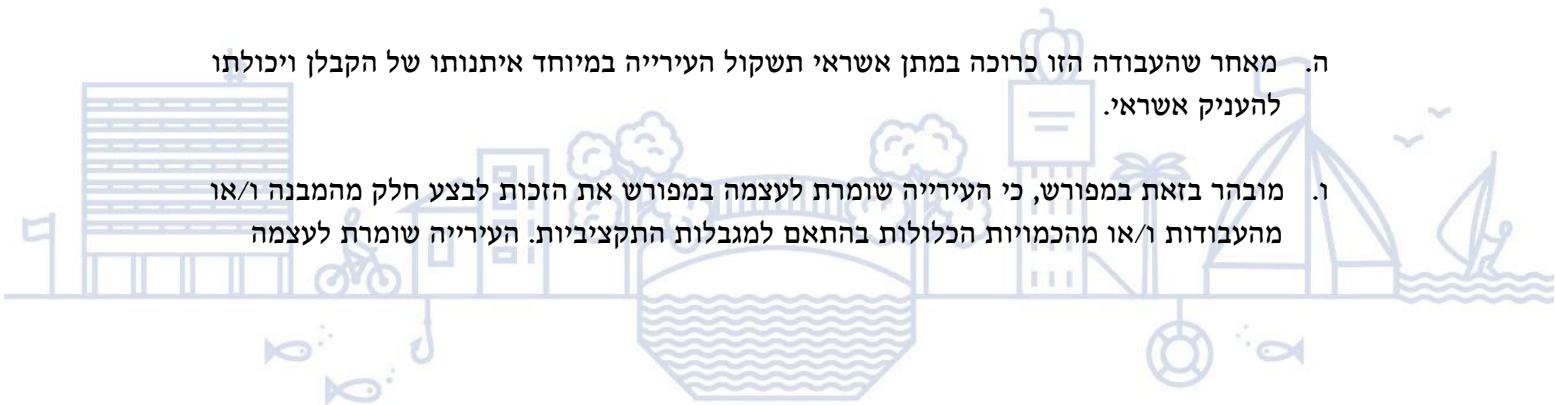 ה. מאחר שהעבודה הזו כרוכה במתן אשראי תשקול העירייה במיוחד איתנותו של הקבלן ויכולתו
להעניק אשראי.
ו. מובהר בזאת במפורש, כי העירייה שומרת לעצמה במפורש את הזכות לבצע חלק מהמבנה ו/או
מהעבודות ו/או מהכמויות הכלולות בהתאם למגבלות התקציביות. העירייה שומרת לעצמה